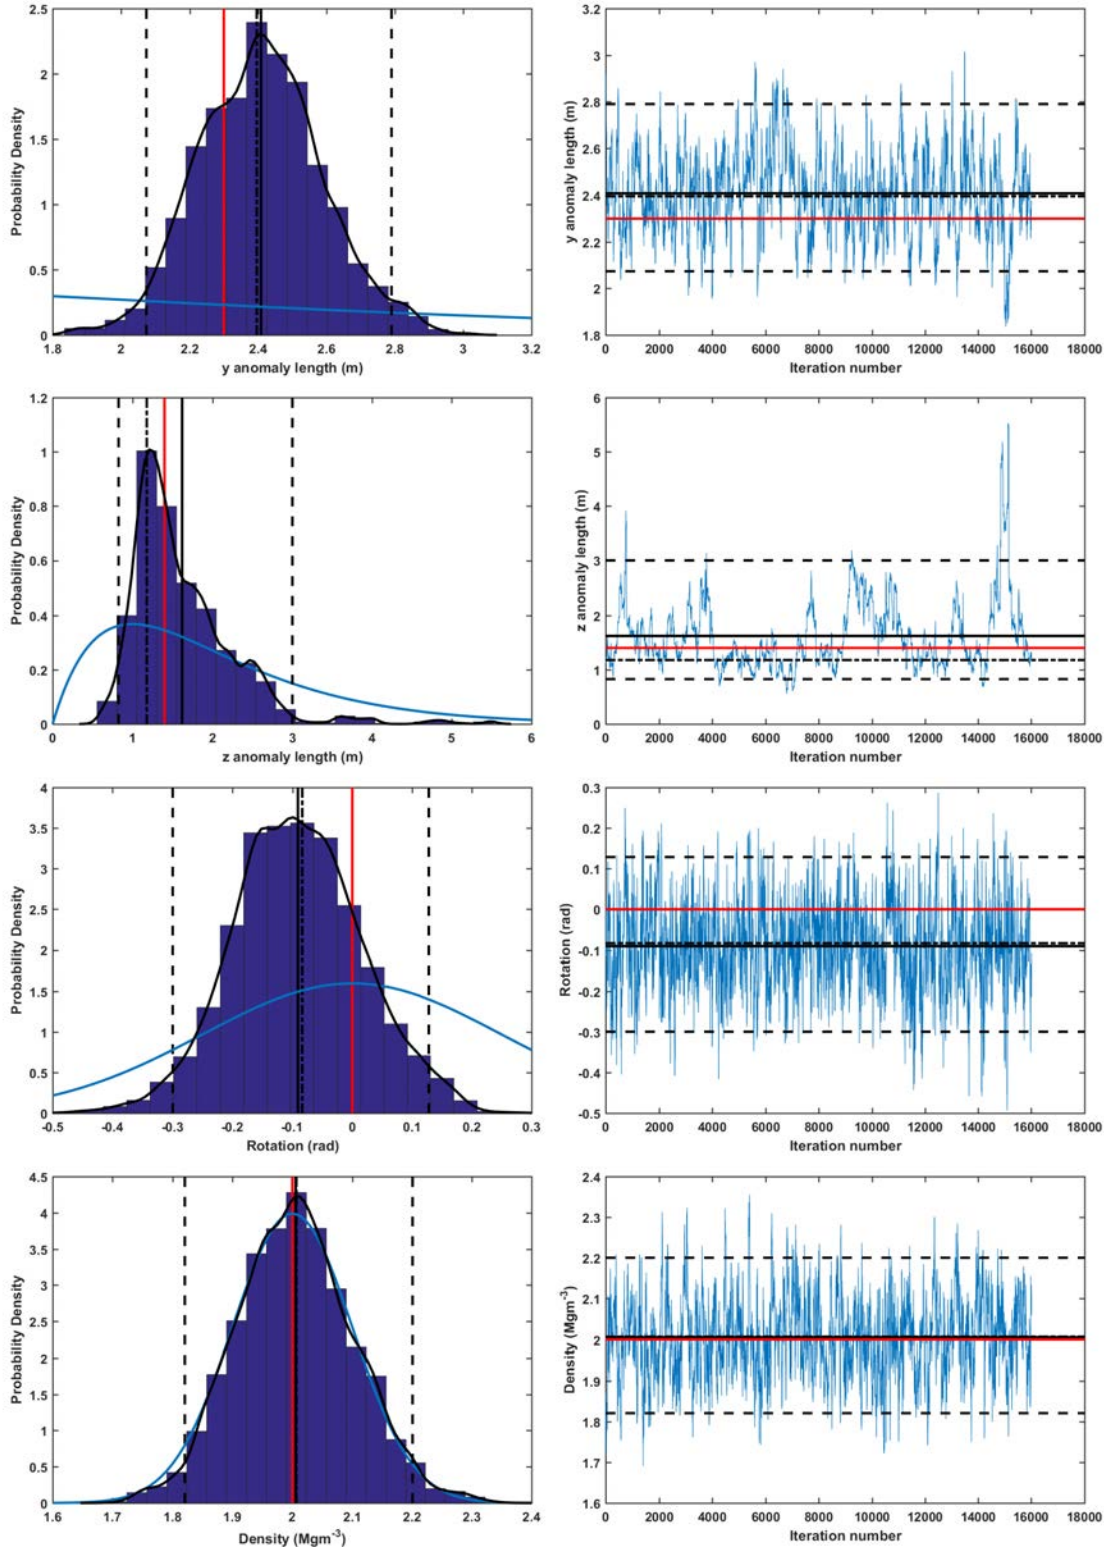 2.5
2
1.5
1
0.5
0
Probability Density
1.8 2 2.2 2.4 2.6 2.8 3 3.2
y anomaly length (m)
3.2
3
2.8
2.6
2.4
2.2
2
1.8
y anomaly length (m)
0 2000 4000 6000 8000 10000 12000 14000 16000 18000
Iteration number
1.2
1
0.8
0.6
0.4
0.2
0
Probability Density
0 1 2 3 4 5 6
z anomaly length (m)
6
5
4
3
2
1
0
z anomaly length (m)
0 2000 4000 6000 8000 10000 12000 14000 16000 18000
Iteration number
4
3.5
3
2.5
2
1.5
1
0.5
0
Probability Density
-0.5 -0.4 -0.3 -0.2 -0.1 0 0.1 0.2 0.3
Rotation (rad)
0.3
0.2
0.1
0
-0.1
-0.2
-0.3
-0.4
-0.5
Rotation (rad)
0 2000 4000 6000 8000 10000 12000 14000 16000 18000
Iteration number
4.5
4
3.5
3
2.5
2
1.5
1
0.5
0
Probability Density
1.6 1.7 1.8 1.9 2 2.1 2.2 2.3 2.4
Density (Mgm⁻³)
2.4
2.3
2.2
2.1
2
1.9
1.8
1.7
1.6
Density (Mgm⁻³)
0 2000 4000 6000 8000 10000 12000 14000 16000 18000
Iteration number